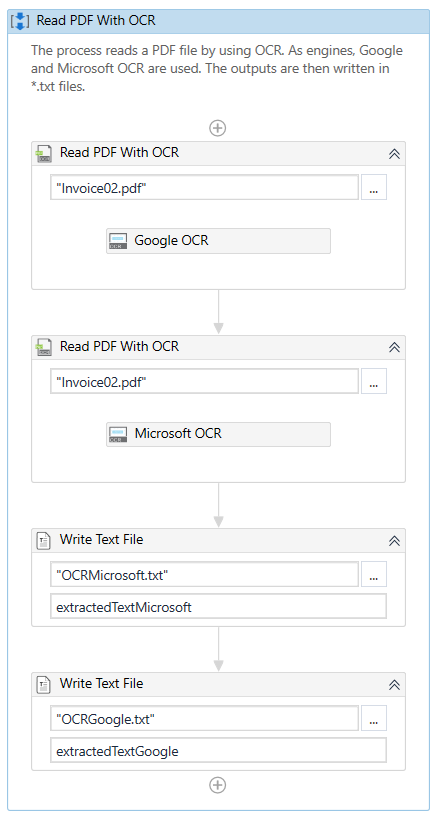 Read PDF With OCR
The process reads a PDF file by using OCR. As engines, Google
and Microsoft OCR are used. The outputs are then written in
*.txt files.
Read PDF With OCR
"Invoice02.pdf"
...
Google OCR
Read PDF With OCR
"Invoice02.pdf"
...
Microsoft OCR
Write Text File
"OCRMicrosoft.txt"
...
extractedTextMicrosoft
Write Text File
"OCRGoogle.txt"
...
extractedTextGoogle